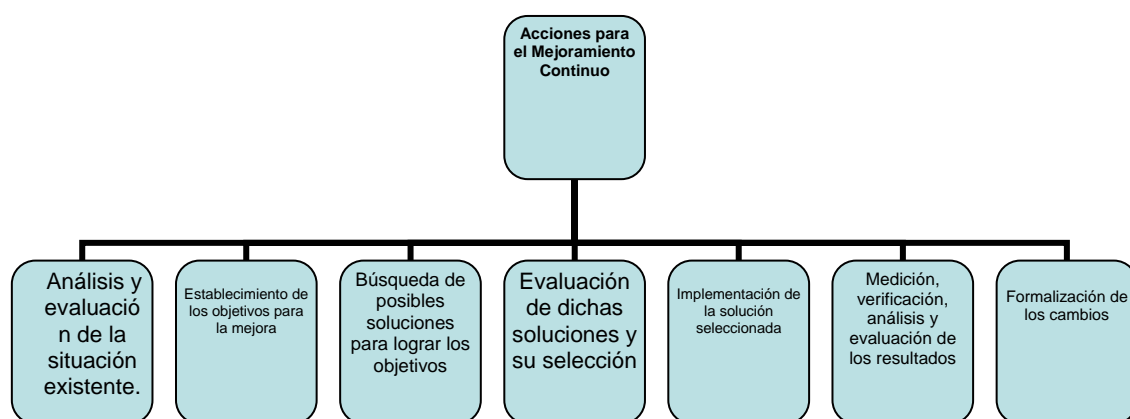 Acciones para
el Mejoramiento
Continuo
Análisis y
evaluació
n de la
situación
existente.
Establecimiento de
los objetivos para
la mejora
Búsqueda de
posibles
soluciones
para lograr los
objetivos
Evaluación
de dichas
soluciones y
su selección
Implementación de
la solución
seleccionada
Medición,
verificación,
análisis y
evaluación de
los resultados
Formalización de
los cambios